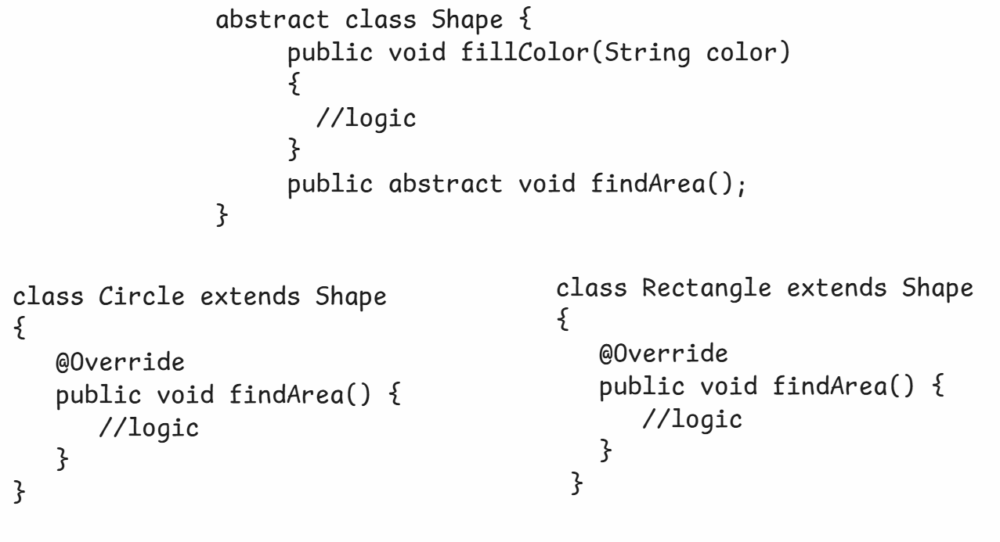 abstract class Shape {
public void fillColor(String color)
{
//logic
}
public abstract void findArea();
}
class Circle extends Shape
{
@Override
public void findArea() {
//logic
}
}
class Rectangle extends Shape
{
@Override
public void findArea() {
//logic
}
}